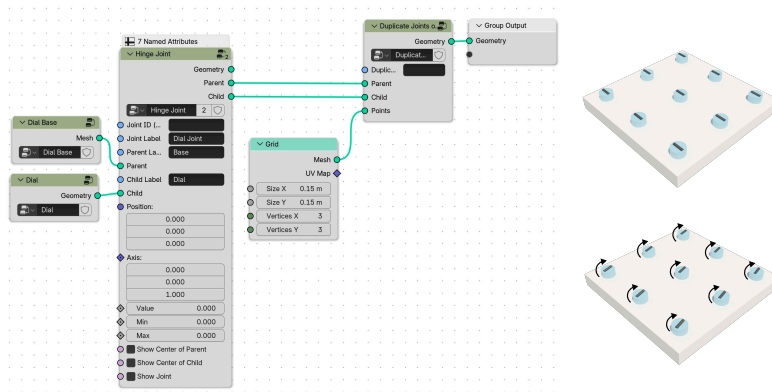 7 Named Attributes
Hinge Joint
2
Geometry
Parent
Child
Hinge Joint 2
Joint ID (...
Joint Label Dial Joint
Parent La... Base
Parent
Child Label Dial
Child
Position:
0.000
0.000
0.000
Axis:
0.000
0.000
1.000
Value 0.000
Min 0.000
Max 0.000
Show Center of Parent
Show Center of Child
Show Joint
Dial Base
Mesh
Dial Base
Dial
Geometry
Dial
Grid
Mesh
UV Map
Size X 0.15 m
Size Y 0.15 m
Vertices X 3
Vertices Y 3
Duplicate Joints o...
Geometry
Duplicat...
Duplic...
Parent
Child
Points
Group Output
Geometry